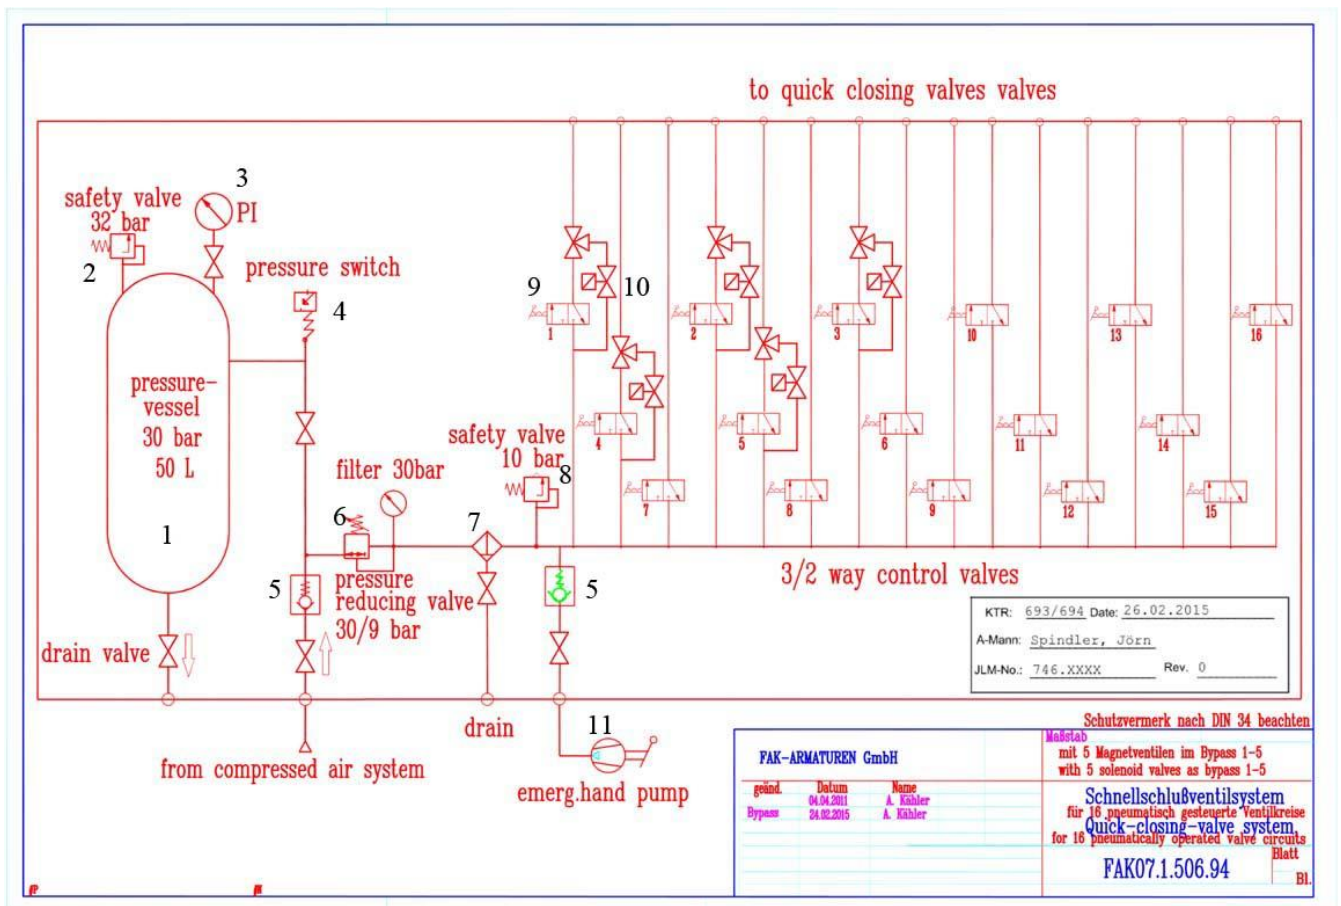 to quick closing valves valves
3
safety valve
32 bar
PI
2
pressure switch
4
9
10
1
2
3
10
13
16
pressure-
vessel
30 bar
50 L
1
safety valve
10 bar
8
4
5
6
11
14
filter 30bar
6
7
7
8
9
12
15
5
pressure
reducing valve
30/9 bar
5
3/2 way control valves
drain valve
KTR: 693/694 Date: 26.02.2015
A-Mann: Spindler, Jörn
JLM-No.: 746.XXXX Rev. 0
drain
11
from compressed air system
emerg.hand pump
Schutzvermerk nach DIN 34 beachten
FAK-ARMATUREN GmbH
Maßstab
mit 5 Magnetventilen im Bypass 1-5
with 5 solenoid valves as bypass 1-5
geänd. Datum Name
04.04.2011 A. Kähler
Bypass 24.02.2015 A. Kähler
Schnellschlußventilsystem
für 16 pneumatisch gesteuerte Ventilkreise
Quick-closing-valve system
for 16 pneumatically operated valve circuits
FAK07.1.506.94
Blatt
Bl.